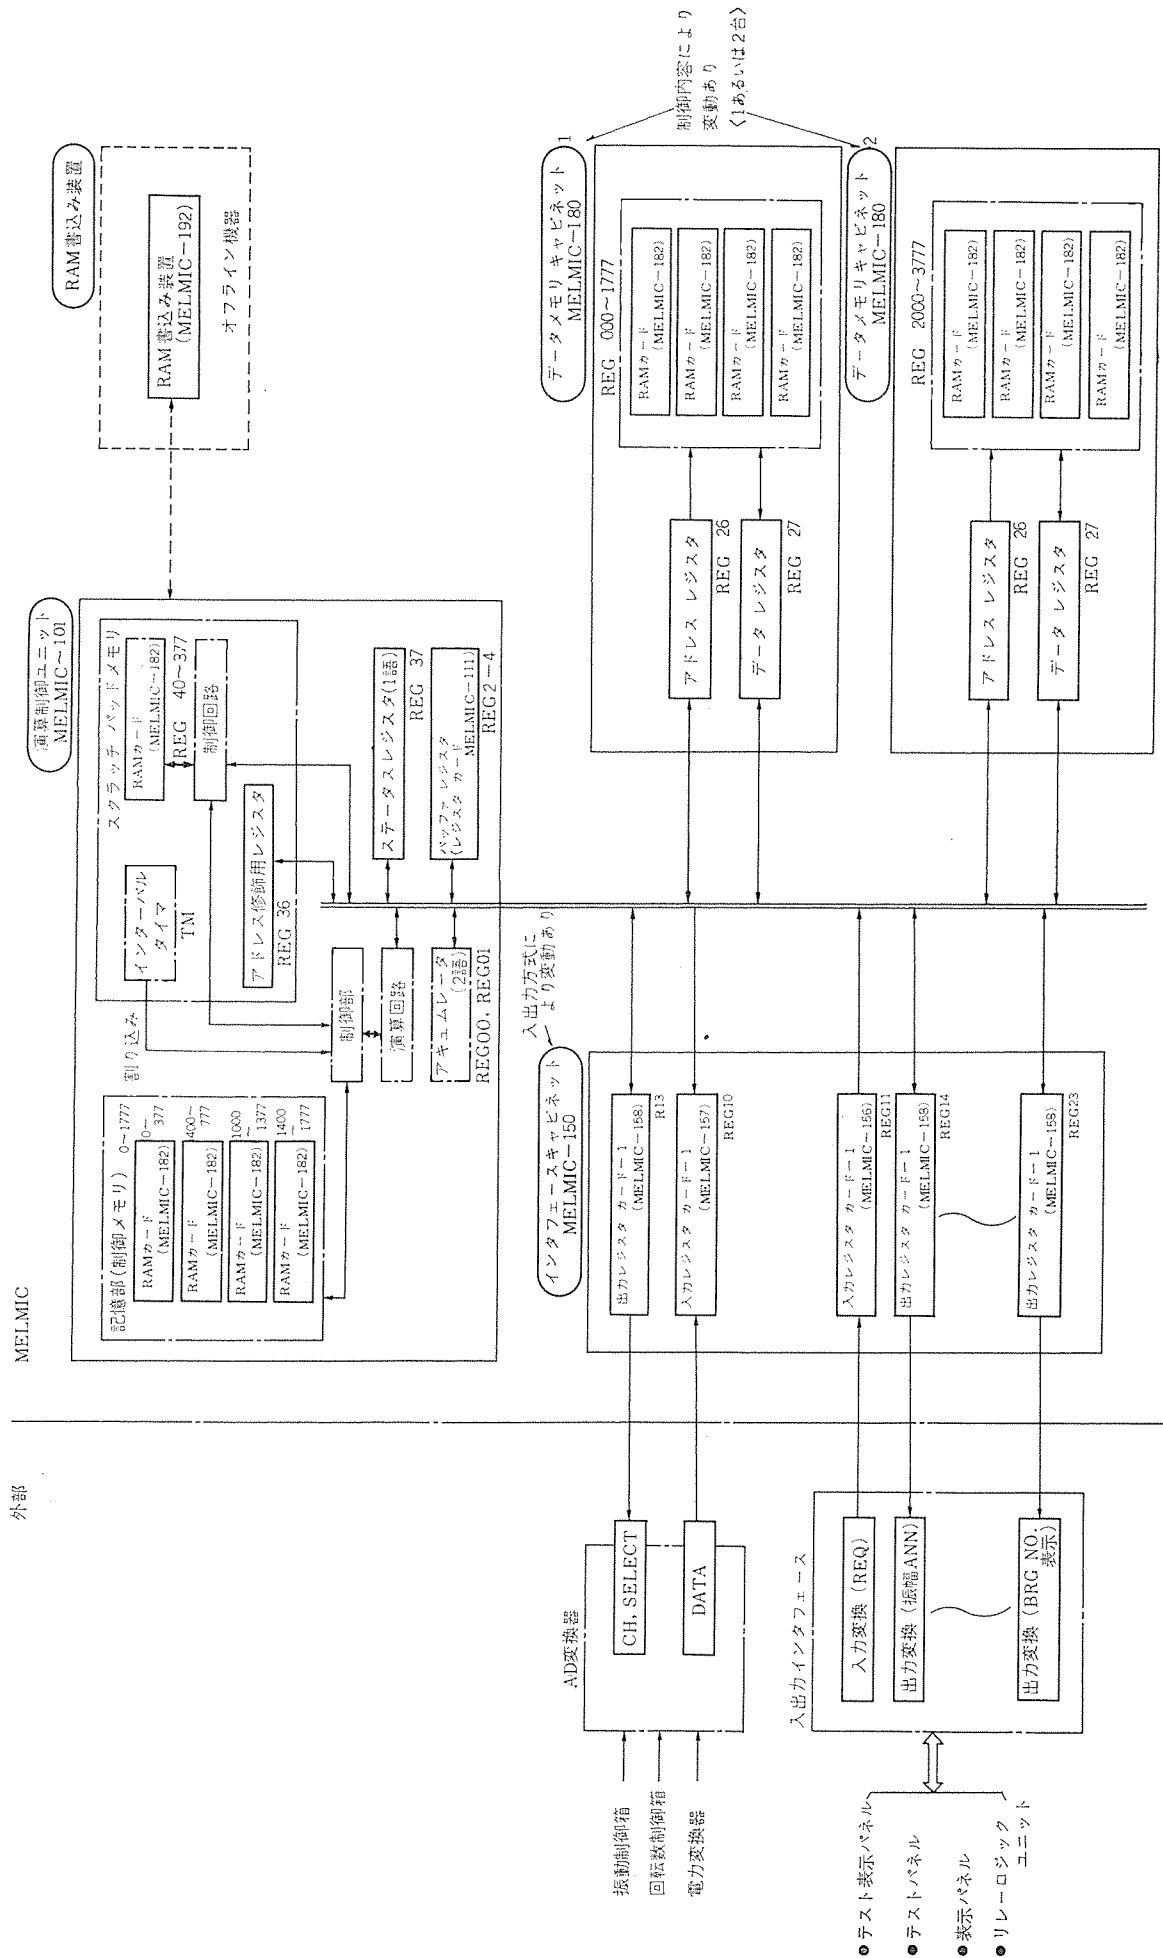 外部
MELMIC
演算制御ユニット
MELMIC~101
RAM書込み装置
記憶部(制御メモリ) 0~1777
RAMカード
(MELMIC-182)
0~
377
RAMカード
(MELMIC-182)
400~
777
RAMカード
(MELMIC-182)
1000
~
1377
RAMカード
(MELMIC-182)
1400
~
1777
割り込み
インターバル
タイマ
TM
スクラッチ パッドメモリ
RAMカード
(MELMIC-182)
REG 40~377
制御回路
アドレス修飾用レジスタ
REG 36
制御部
演算回路
アキュムレータ
(2語)
REG00, REG01
ステータスレジスタ(1語)
REG 37
バッファ レジスタ
(レジスタ カード
MELMIC-111)
REG2-4
RAM書込み装置
(MELMIC-192)
オフライン機器
AD変換器
CH. SELECT
DATA
振動制御箱
回転数制御箱
電力変換器
インタフェースキャビネット
MELMIC-150
入出力方式に
より変動あり
出力レジスタ カード-1
(MELMIC-158)
R13
入力レジスタ カード-1
(MELMIC-157)
REG10
入力レジスタ カード-1
(MELMIC-156)
REG11
出力レジスタ カード-1
(MELMIC-158)
REG14
出力レジスタ カード-1
(MELMIC-158)
REG23
データメモリ キャビネット 1
MELMIC-180
制御内容により
変動あり
〈1あるいは2台〉
REG 000~1777
RAMカード
(MELMIC-182)
RAMカード
(MELMIC-182)
RAMカード
(MELMIC-182)
RAMカード
(MELMIC-182)
アドレス レジスタ
REG 26
データ レジスタ
REG 27
データメモリ キャビネット 2
MELMIC-180
REG 2000~3777
RAMカード
(MELMIC-182)
RAMカード
(MELMIC-182)
RAMカード
(MELMIC-182)
RAMカード
(MELMIC-182)
アドレス レジスタ
REG 26
データ レジスタ
REG 27
入出力インタフェース
入力変換 (REQ)
出力変換 (振幅ANN)
出力変換 (BRG NO.
表示)
●テスト表示パネル
●テストパネル
●表示パネル
●リレーロジック
ユニット